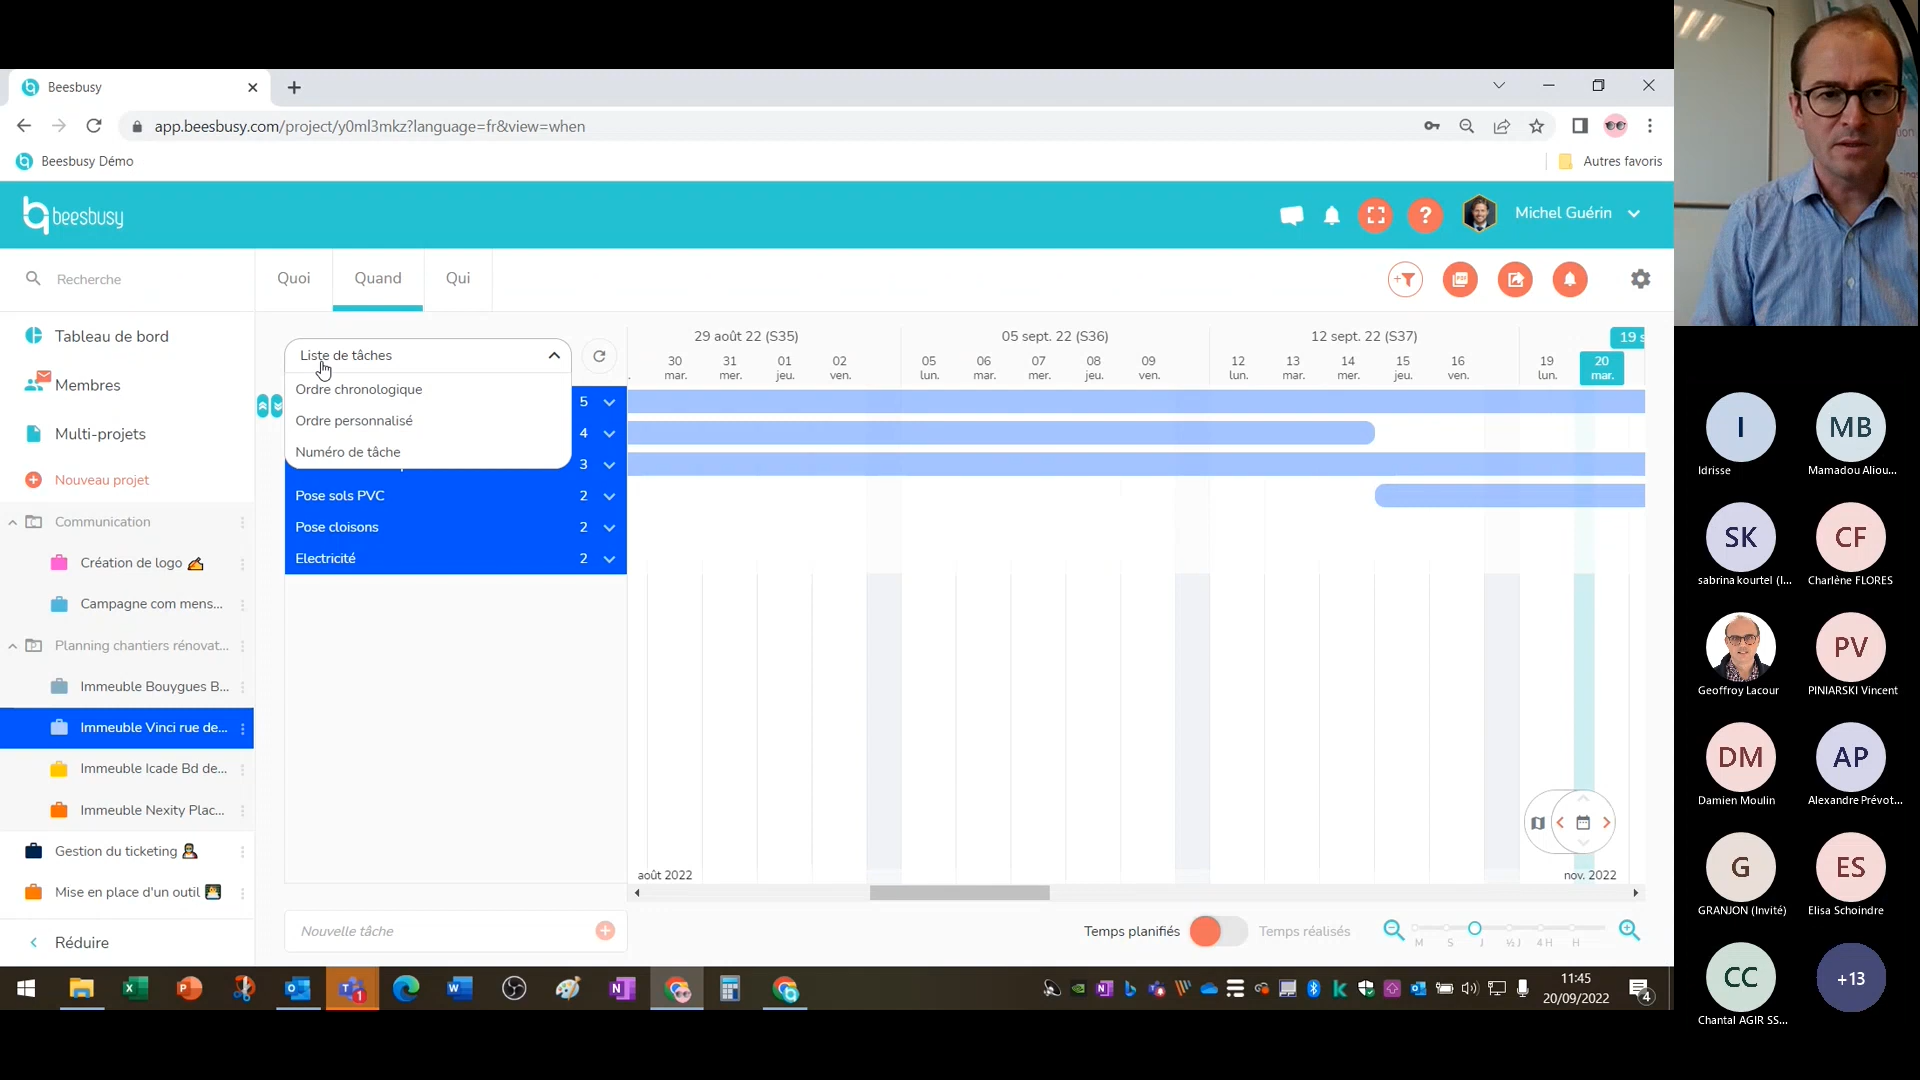 Beesbusy
app.beesbusy.com/project/y0ml3mkz?language=fr&view=when
Beesbusy Démo
Autres favoris
beesbusy
?
Michel Guérin
Recherche
Quoi
Quand
Qui
Tableau de bord
Membres
Multi-projets
Nouveau projet
Communication
Création de logo
Campagne com mens...
Planning chantiers rénovat...
Immeuble Bouygues B...
Immeuble Vinci rue de...
Immeuble Icade Bd de...
Immeuble Nexity Plac...
Gestion du ticketing
Mise en place d'un outil
Réduire
Liste de tâches
Ordre chronologique
Ordre personnalisé
Numéro de tâche
5
4
3
Pose sols PVC 2
Pose cloisons 2
Electricité 2
Nouvelle tâche
29 août 22 (S35)
05 sept. 22 (S36)
12 sept. 22 (S37)
19 s
30 31 01 02 05 06 07 08 09 12 13 14 15 16 19 20
mar. mer. jeu. ven. lun. mar. mer. jeu. ven. lun. mar. mer. jeu. ven. lun. mar.
août 2022
nov. 2022
Temps planifiés
Temps réalisés
M S J ½J 4H H
11:45
20/09/2022
4
1
I
Idrisse
MB
Mamadou Aliou...
SK
sabrina kourtel (I...
CF
Charlène FLORES
Geoffroy Lacour
PV
PINIARSKI Vincent
DM
Damien Moulin
AP
Alexandre Prévot...
G
GRANJON (Invité)
ES
Elisa Schoindre
CC
Chantal AGIR SS...
+13